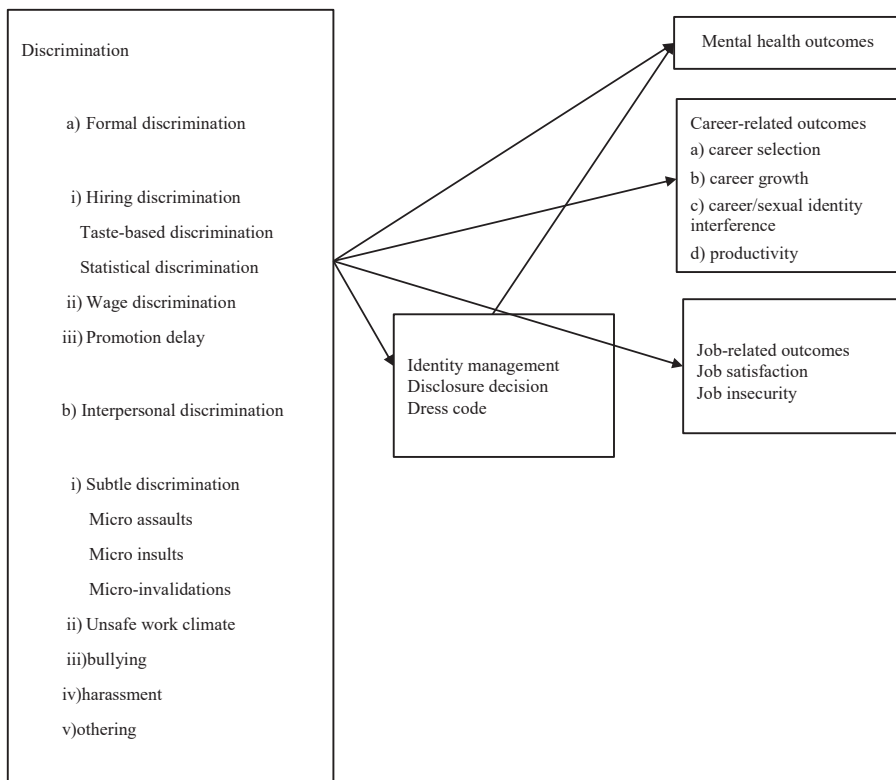 Discrimination
a) Formal discrimination
i) Hiring discrimination
Taste-based discrimination
Statistical discrimination
ii) Wage discrimination
iii) Promotion delay
b) Interpersonal discrimination
i) Subtle discrimination
Micro assaults
Micro insults
Micro-invalidations
ii) Unsafe work climate
iii)bullying
iv)harassment
v)othering
Identity management
Disclosure decision
Dress code
Mental health outcomes
Career-related outcomes
a) career selection
b) career growth
c) career/sexual identity
interference
d) productivity
Job-related outcomes
Job satisfaction
Job insecurity